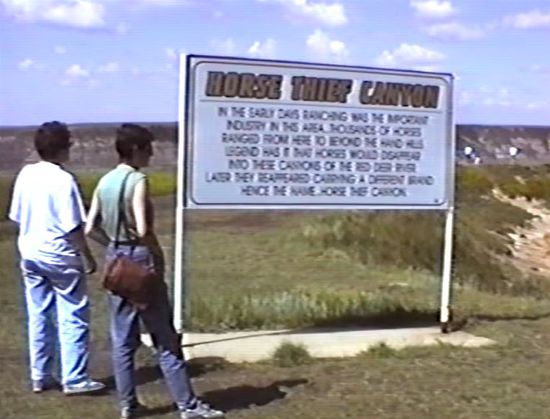 HORSE THIEF CANYON
IN THE EARLY DAYS RANCHING WAS THE IMPORTANT
INDUSTRY IN THIS AREA...THOUSANDS OF HORSES
RANGED FROM HERE TO BEYOND THE HAND HILLS
LEGEND HAS IT THAT HORSES WOULD DISAPPEAR
INTO THESE CANYONS OF THE RED DEER RIVER
LATER THEY REAPPEARED CARRYING A DIFFERENT BRAND
HENCE THE NAME...HORSE THIEF CANYON.